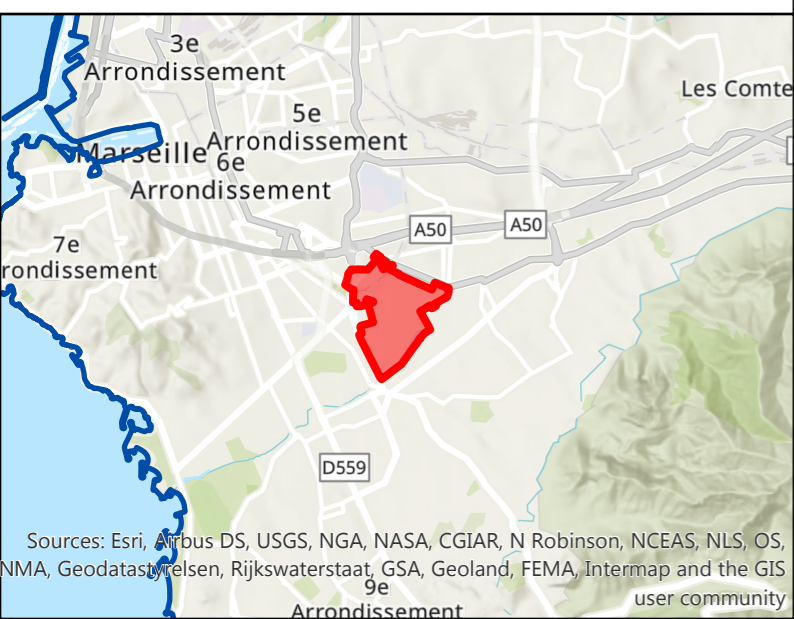 3e
Arrondissement
Les Comte
5e
Arrondissement
Marseille
6e
Arrondissement
A50
A50
7e
rondissement
D559
Sources: Esri, Airbus DS, USGS, NGA, NASA, CGIAR, N Robinson, NCEAS, NLS, OS,
NMA, Geodatastyrelsen, Rijkswaterstaat, GSA, Geoland, FEMA, Intermap and the GIS
user community
9e
Arrondissement